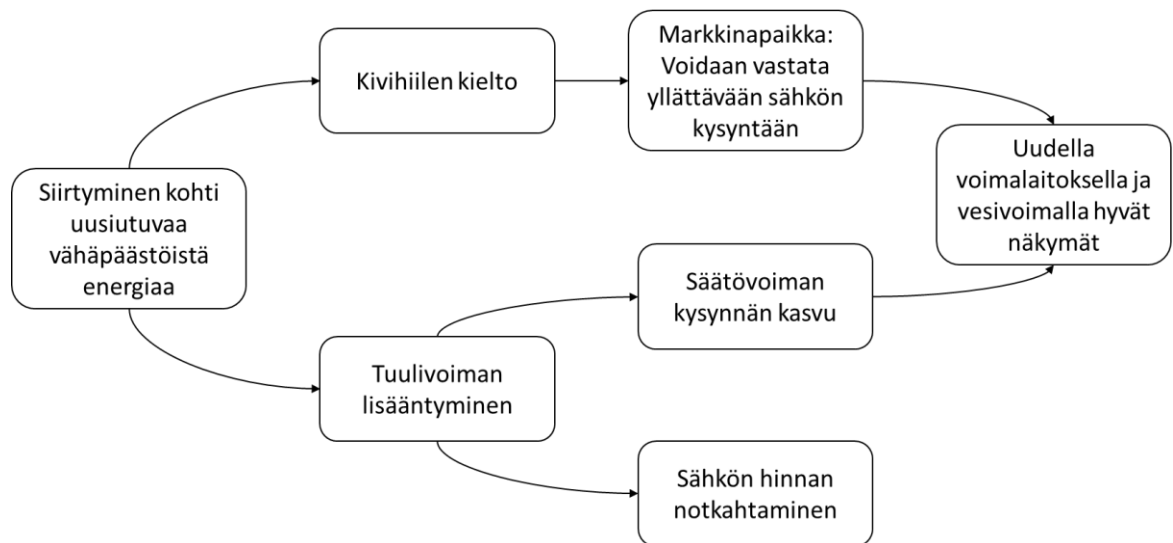 Siirtyminen kohti
uusiutuvaa
vähäpäästöistä
energiaa
Kivihiilen kielto
Markkinapaikka:
Voidaan vastata
yllättävään sähkön
kysyntään
Uudella
voimalaitoksella ja
vesivoimalla hyvät
näkymät
Tuulivoiman
lisääntyminen
Säätövoiman
kysynnän kasvu
Sähkön hinnan
notkahtaminen